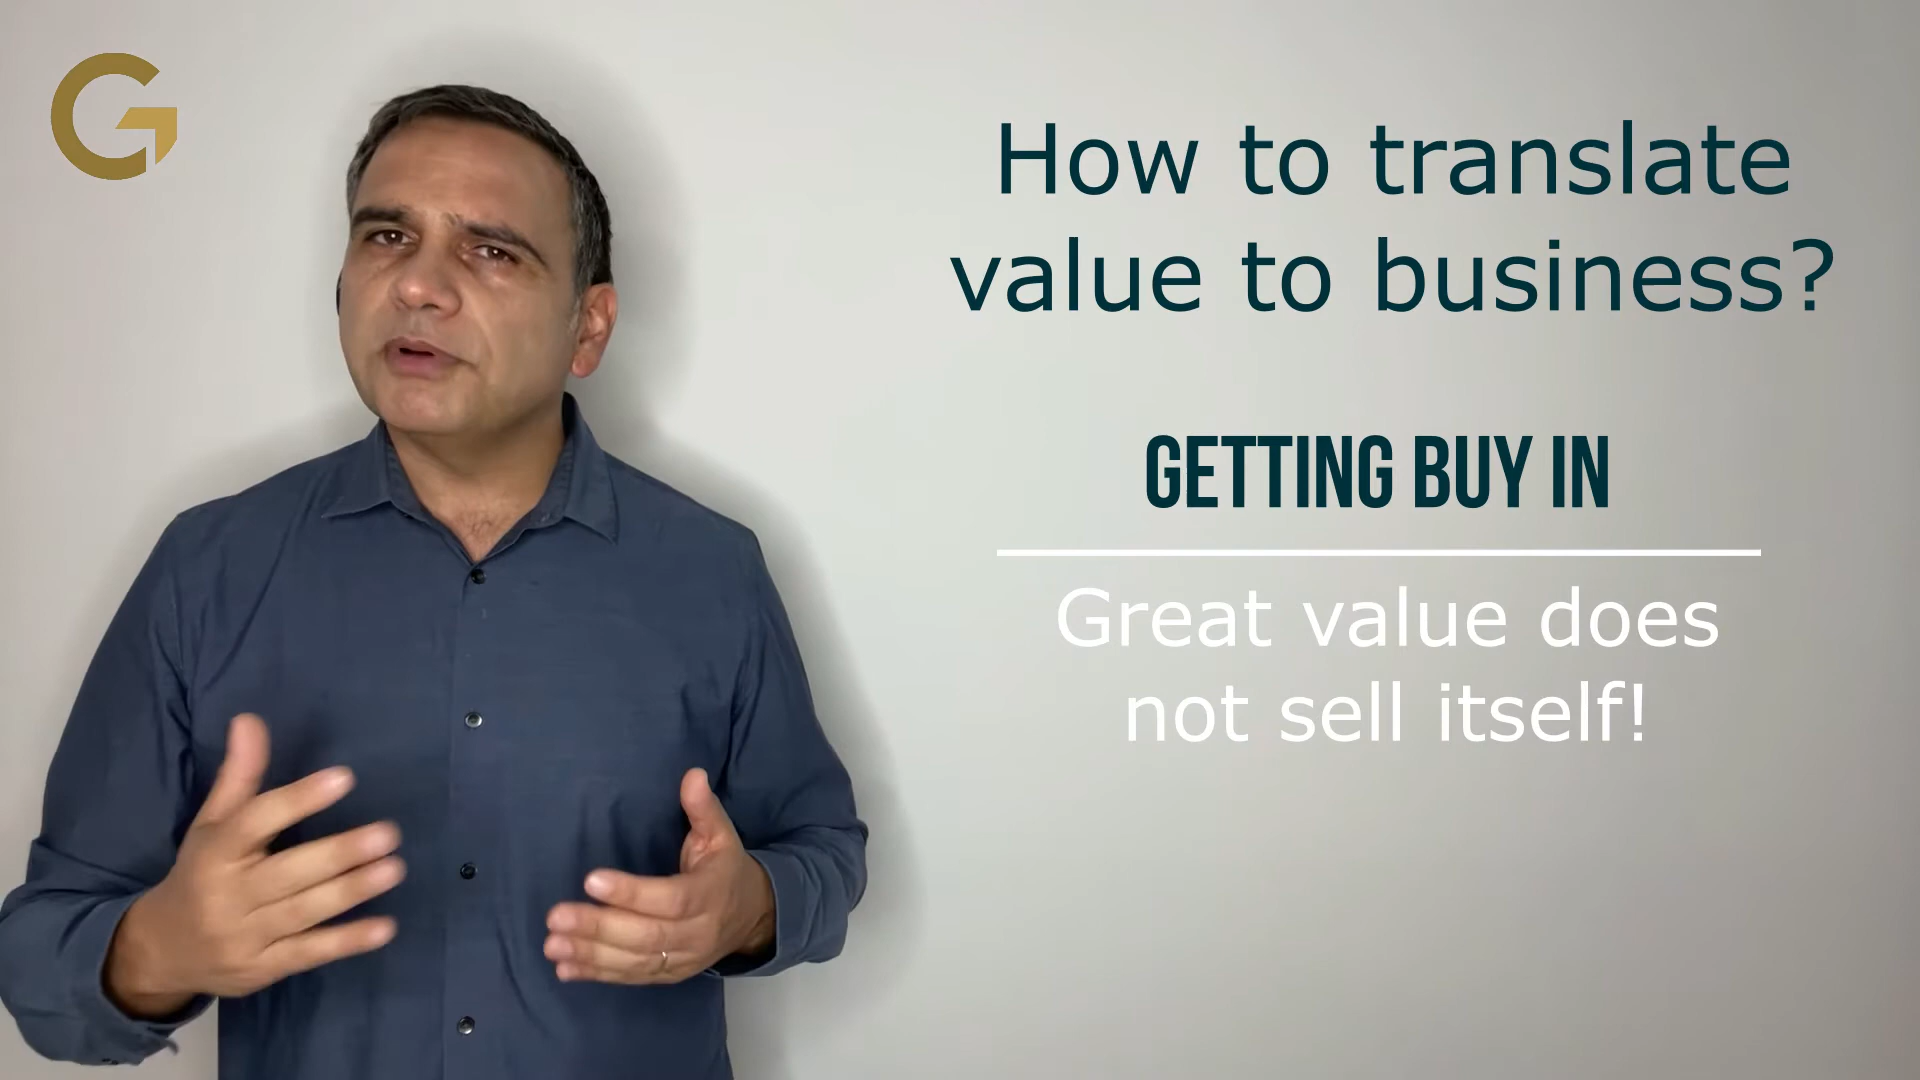 G
How to translate
value to business?
GETTING BUY IN
Great value does
not sell itself!